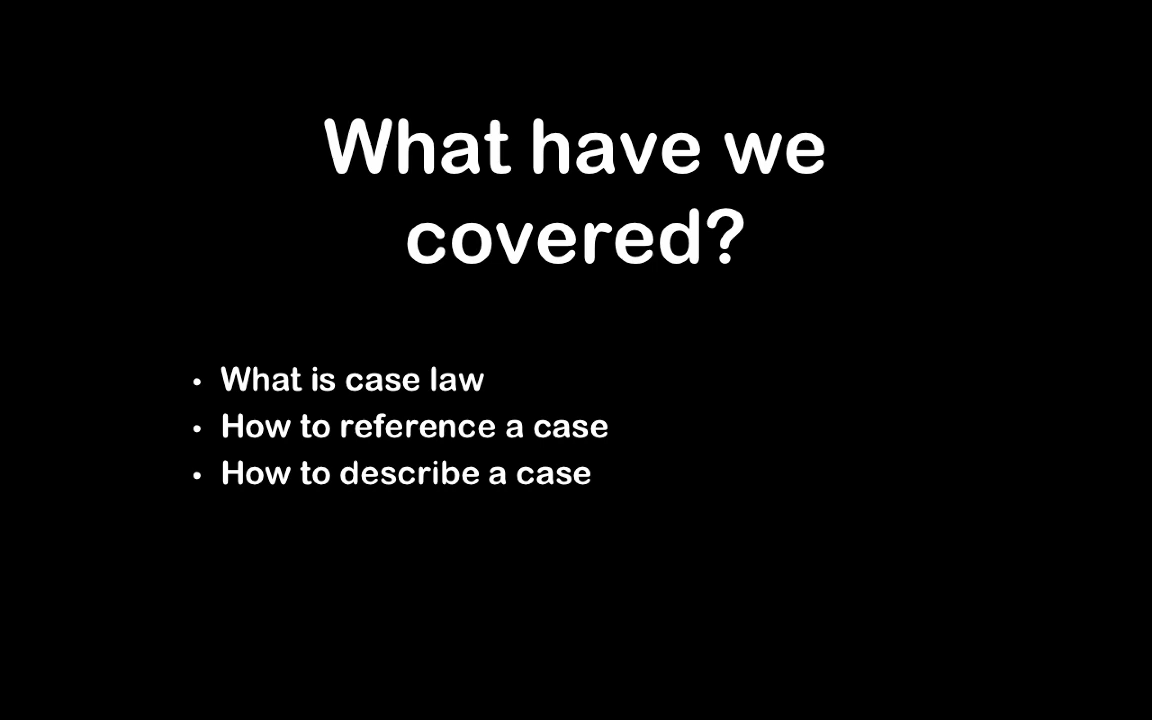 What have we
covered?
• What is case law
• How to reference a case
• How to describe a case